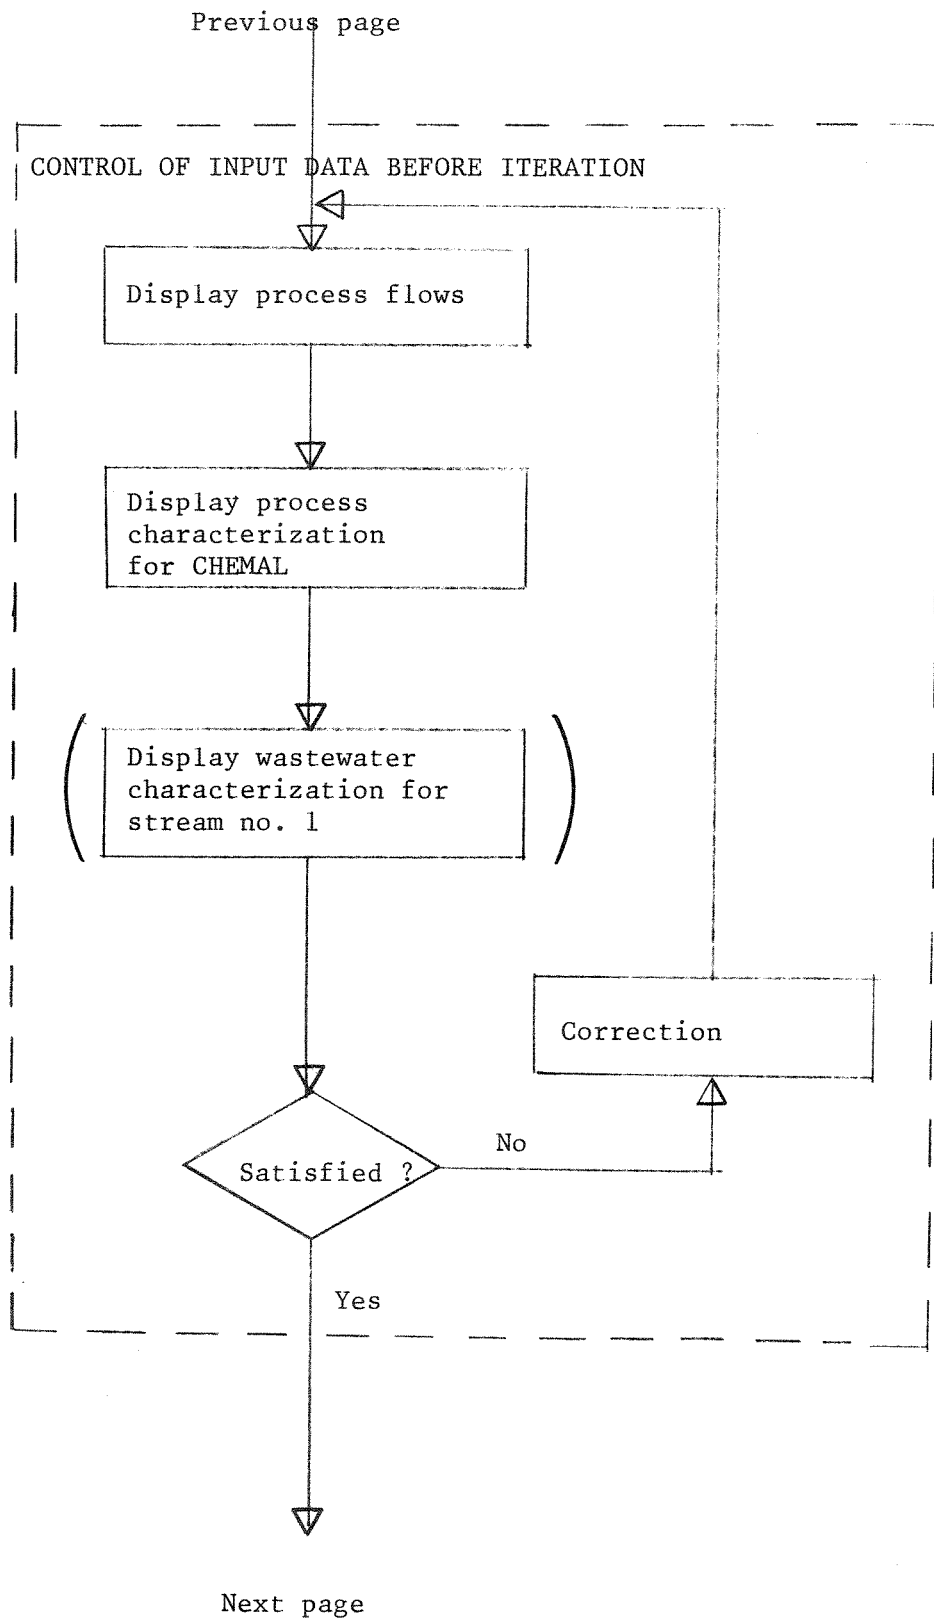 Previous page
CONTROL OF INPUT DATA BEFORE ITERATION
Display process flows
Display process
characterization
for CHEMAL
Display wastewater
characterization for
stream no. 1
Correction
No
Satisfied ?
Yes
Next page